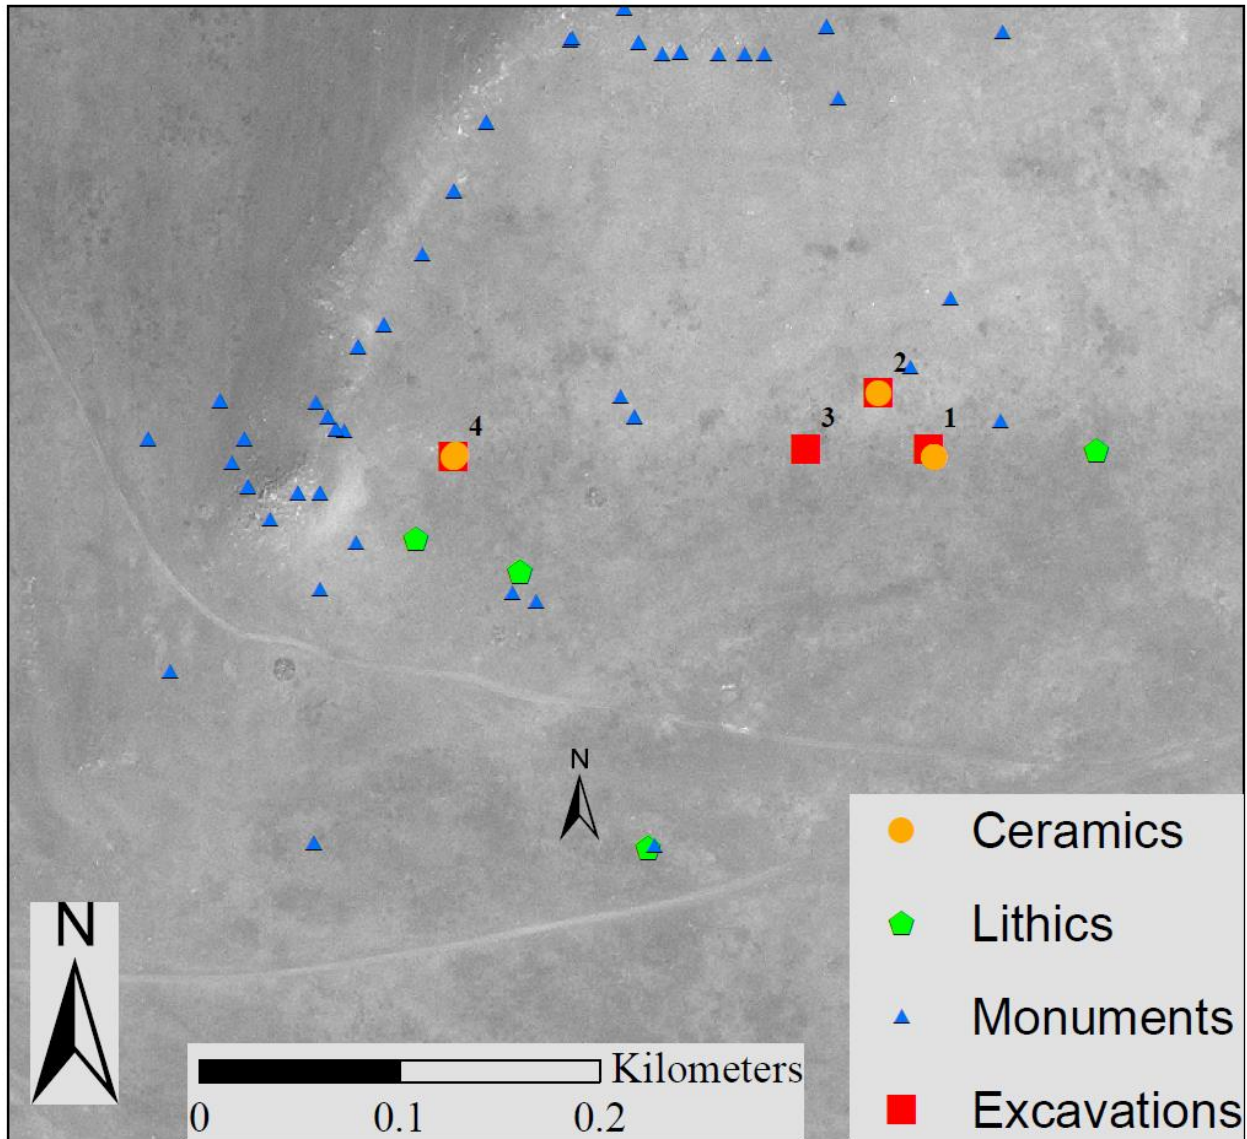 2
4
3
1
N
Ceramics
Lithics
N
Monuments
Kilometers
0 0.1 0.2
Excavations